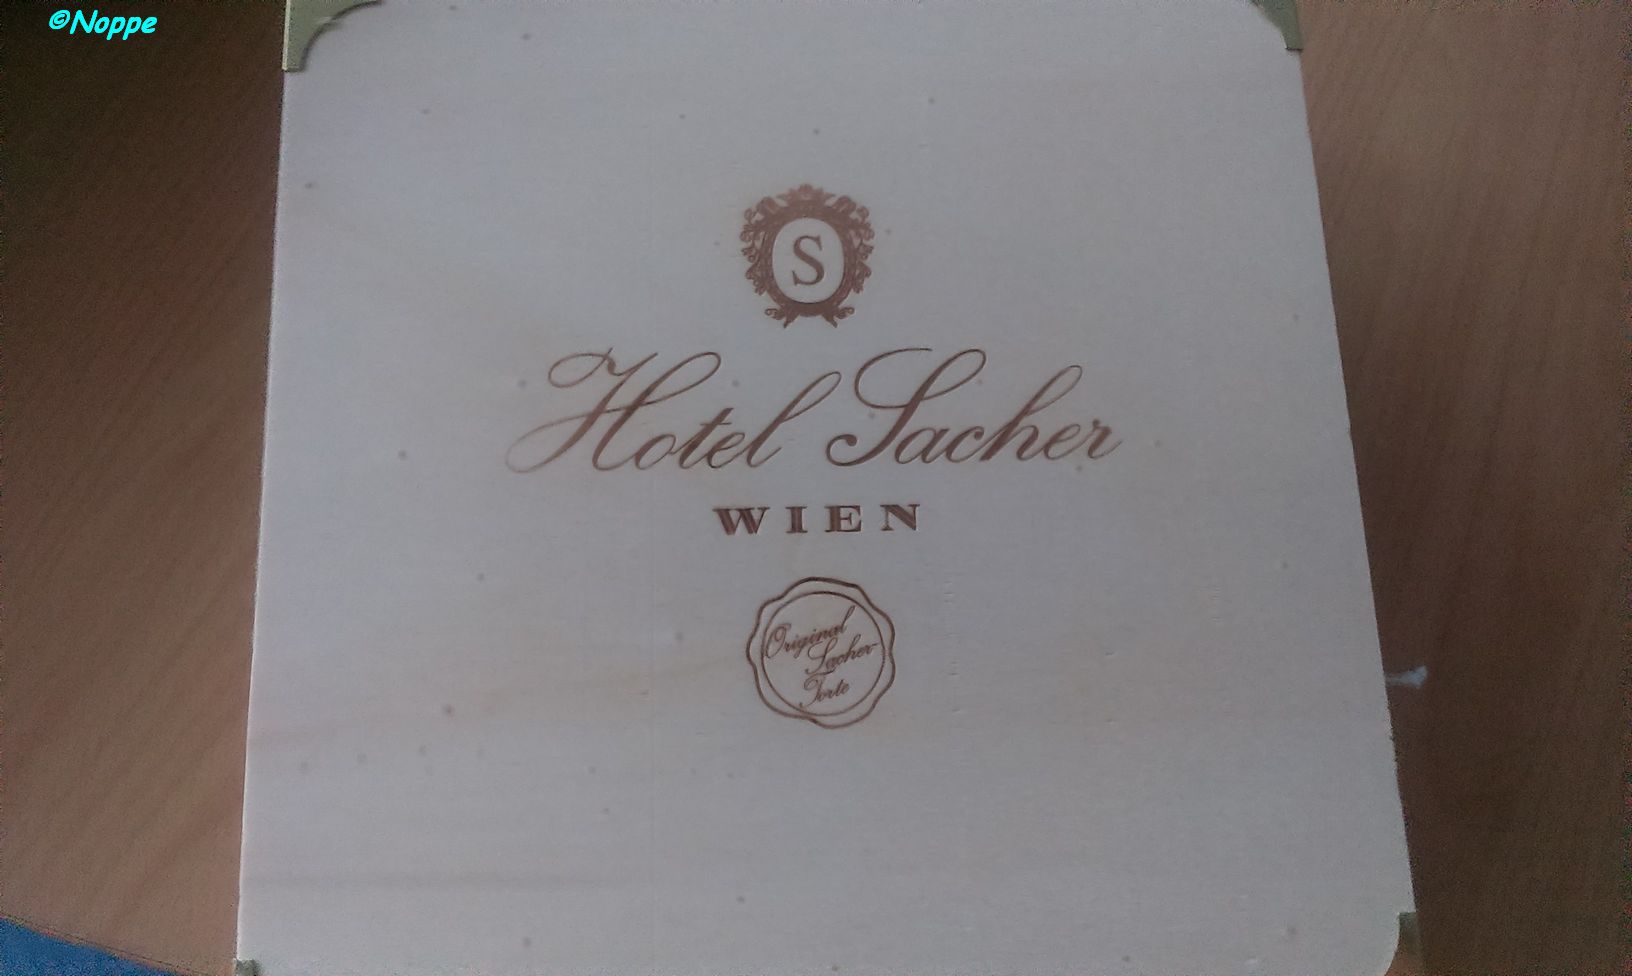 ©Noppe
S
Hotel Sacher
WIEN
Original
Sacher-
Torte